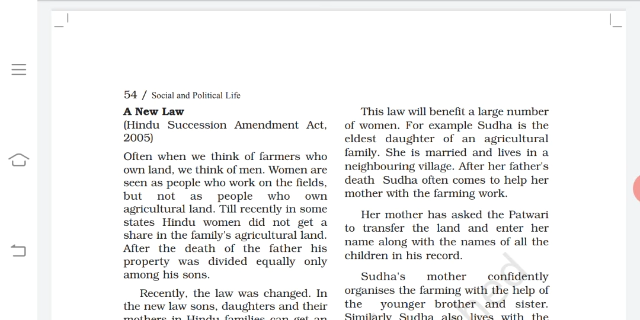 54 / Social and Political Life
A New Law
(Hindu Succession Amendment Act,
2005)
Often when we think of farmers who
own land, we think of men. Women are
seen as people who work on the fields,
but not as people who own
agricultural land. Till recently in some
states Hindu women did not get a
share in the family's agricultural land.
After the death of the father his
property was divided equally only
among his sons.
Recently, the law was changed. In
the new law sons, daughters and their
mothers in Hindu families can get an
This law will benefit a large number
of women. For example Sudha is the
eldest daughter of an agricultural
family. She is married and lives in a
neighbouring village. After her father's
death Sudha often comes to help her
mother with the farming work.
Her mother has asked the Patwari
to transfer the land and enter her
name along with the names of all the
children in his record.
Sudha's mother confidently
organises the farming with the help of
the younger brother and sister.
Similarly Sudha also lives with the